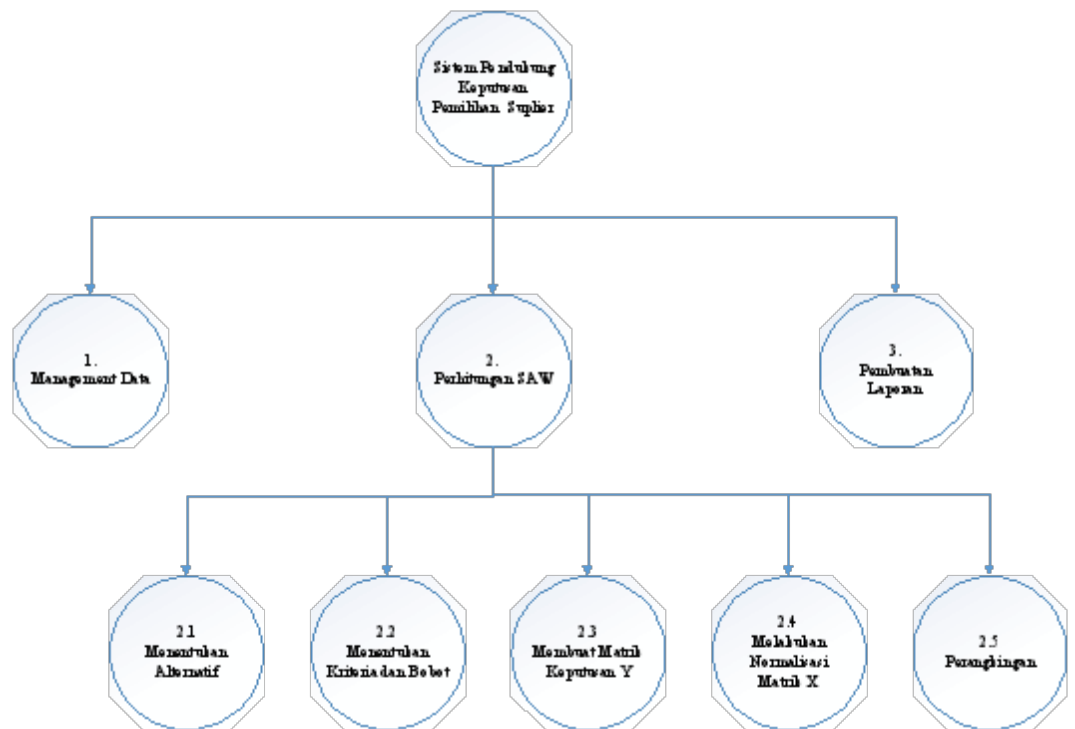 Sistem Pendukung
Keputusan
Pemilihan Suplier
1.
Management Data
2.
Perhitungan SAW
3.
Pembuatan
Laporan
2.1
Menentukan
Alternatif
2.2
Menentukan
Kriteria dan Bobot
2.3
Membuat Matrik
Keputusan Y
2.4
Melakukan
Normalisasi
Matrik X
2.5
Perangkingan